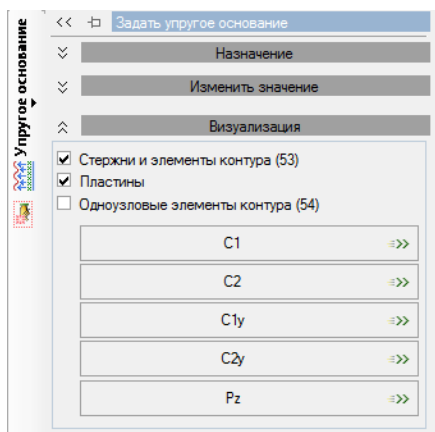 Упругое основание
<< Задать упругое основание
Назначение
Изменить значение
Визуализация
Стержни и элементы контура (53)
Пластины
Одноузловые элементы контура (54)
C1
C2
C1y
C2y
Pz